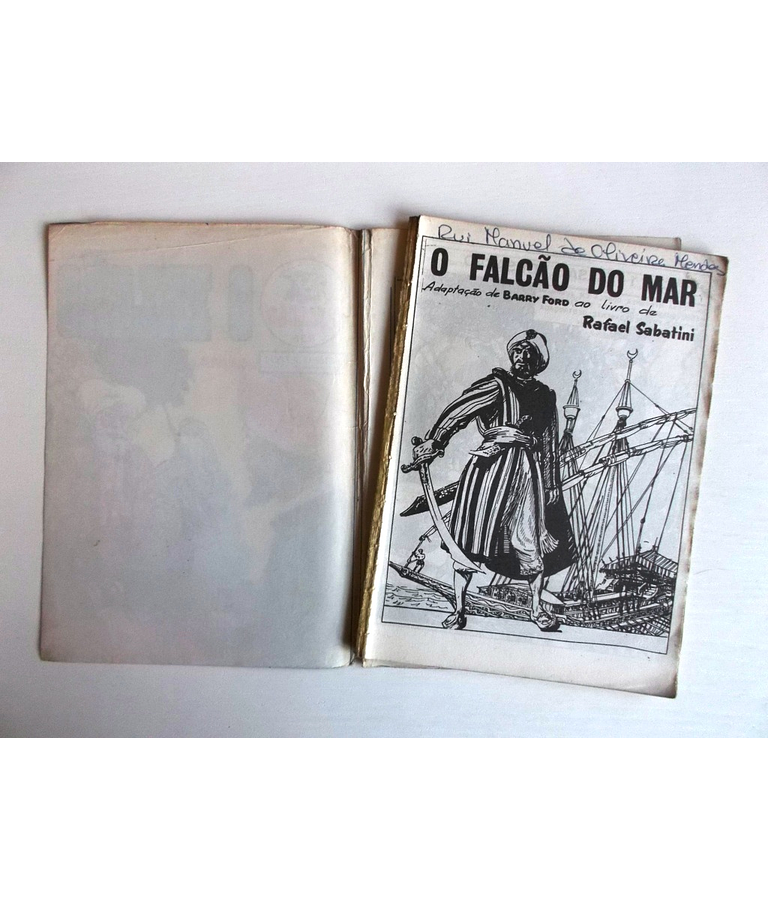 Rui Manuel de Oliveira Mendes
O FALCÃO DO MAR
Adaptação de BARRY FORD ao livro de
Rafael Sabatini